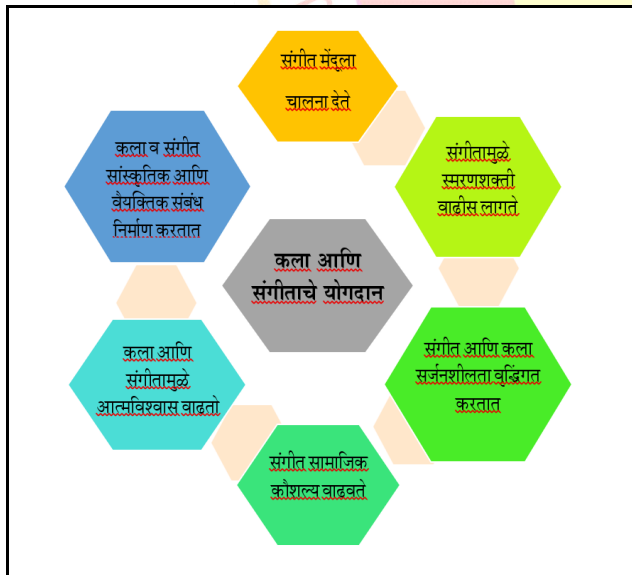 संगीत मेंदूला
चालना देते
संगीतामुळे
स्मरणशक्ती
वाढीस लागते
संगीत आणि कला
सर्जनशीलता वृद्धिंगत
करतात
संगीत सामाजिक
कौशल्य वाढवते
कला आणि
संगीतामुळे
आत्मविश्वास वाढतो
कला व संगीत
सांस्कृतिक आणि
वैयक्तिक संबंध
निर्माण करतात
कला आणि
संगीताचे योगदान